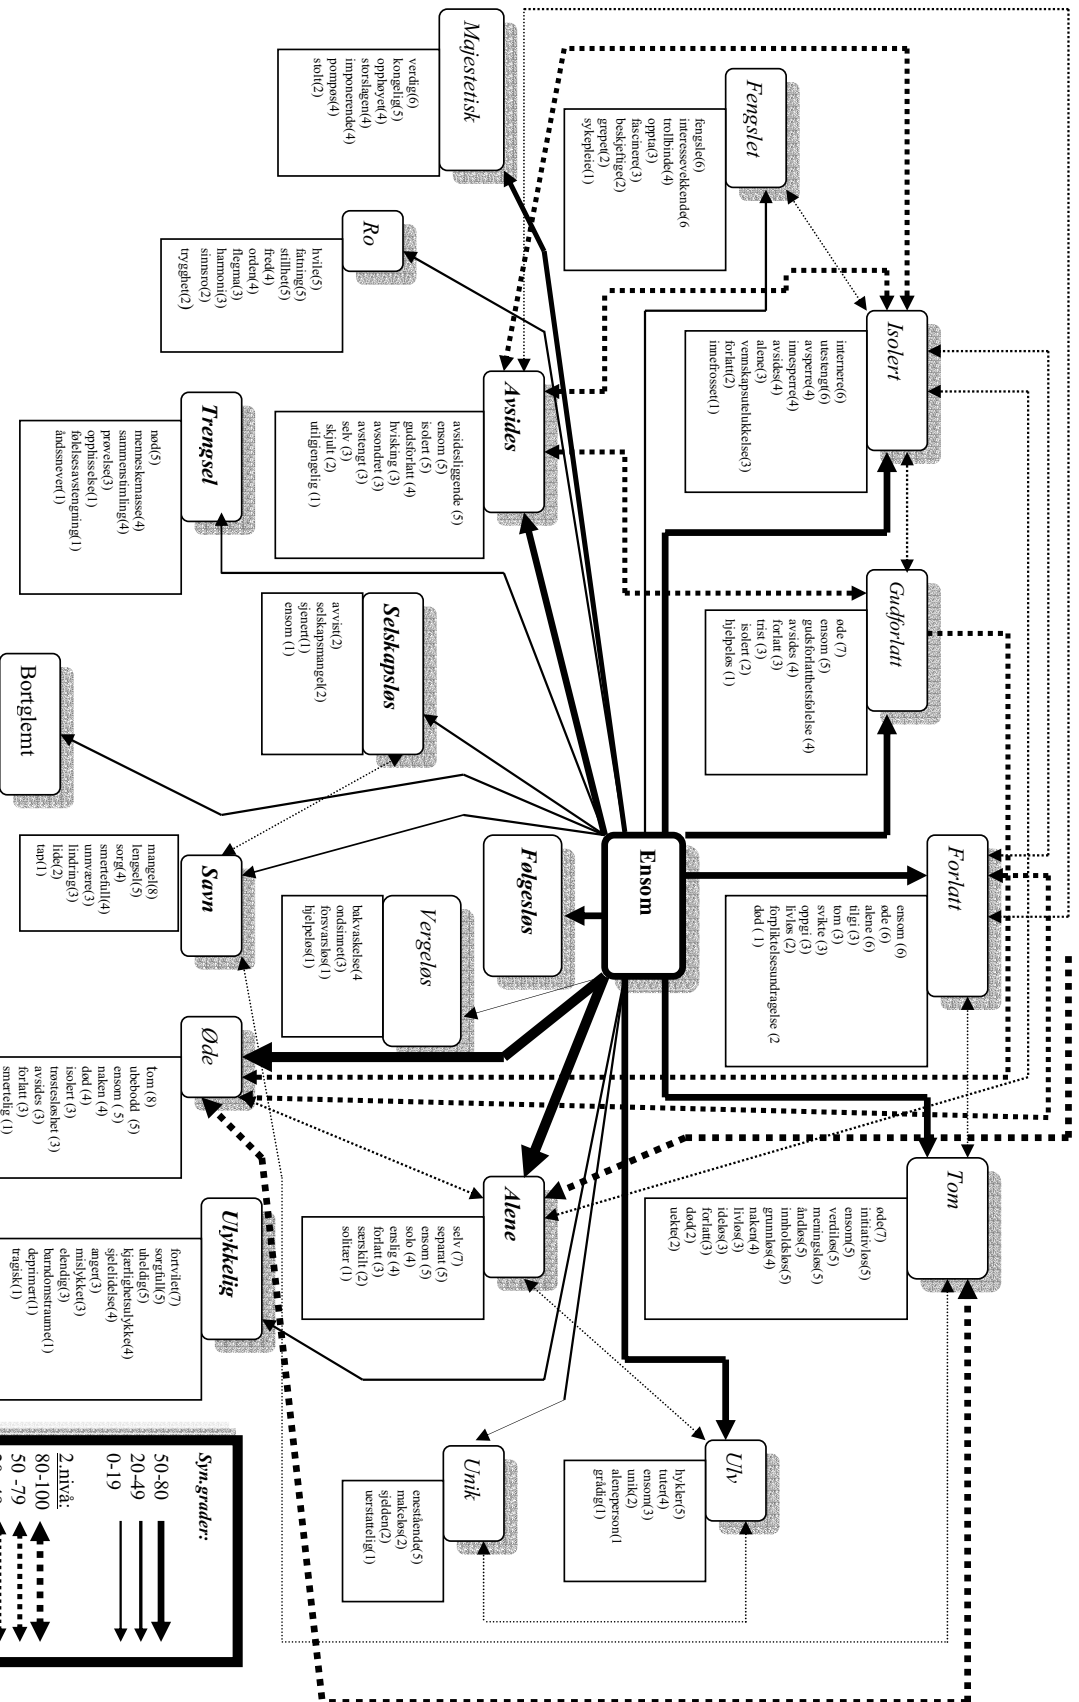 Majestetisk
verdig(6)
kongelig(5)
opphøyet(4)
storslagen(4)
imponerende(4)
pompøs(4)
stolt(2)
Fengslet
fengsle(6)
interessevekkende(6
trollbinde(4)
oppta(3)
fascinere(3)
beskjeftige(2)
grepet(2)
sykepleie(1)
Ro
hvile(5)
fatning(5)
stillhet(5)
fred(4)
orden(4)
flegma(3)
harmoni(3)
sinnsro(2)
trygghet(2)
Isolert
internere(6)
utestengt(6)
avsperre(4)
innesperre(4)
avsides(4)
alene(3)
vennskapsutelukkelse(3)
forlatt(2)
innefrosset(1)
Avsides
avsidesliggende (5)
ensom (5)
isolert (5)
gudsforlatt (4)
hvisking (3)
avsondret (3)
avstengt (3)
selv (3)
skjult (2)
utilgjengelig (1)
Trengsel
nød(5)
menneskemasse(4)
sammenstimling(4)
prøvelse(3)
opphisselse(1)
følelsesavstengning(1)
åndssnever(1)
Gudforlatt
øde (7)
ensom (5)
gudsforlatthetsfølelse (4)
avsides (4)
forlatt (3)
trist (3)
isolert (2)
hjelpeløs (1)
Selskapsløs
avvist(2)
selskapsmangel(2)
sjenert(1)
ensom (1)
Bortglemt
Forlatt
ensom (6)
øde (6)
alene (6)
tilgt (3)
tom (3)
svikte (3)
oppgi (3)
livløs (2)
forpliktelsesundragelse (2
død ( 1)
Ensom
Følgesløs
Vergeløs
bakvaskelse(4
ondsinnet(3)
forsvarsløs(1)
hjelpeløs(1)
Savn
mangel(8)
lengsel(5)
sorg(4)
smertefull(4)
unnvære(3)
lindring(3)
lide(2)
tap(1)
Øde
tom (8)
ubebodd (5)
ensom ( 5)
naken (4)
død (4)
isolert (3)
trøstesløshet (3)
avsides (3)
forlatt (3)
smertelig (1)
Tom
øde(7)
initiativløs(5)
ensom(5)
verdiløs(5)
meningsløs(5)
åndløs(5)
innholdsløs(5)
grunnløs(4)
naken(4)
livløs(3)
ideløs(3)
forlatt(3)
død(2)
uekte(2)
Alene
selv (7)
separat(5)
ensom (5)
solo (4)
enslig (4)
forlatt (3)
særskilt (2)
solitær (1)
Ulykkelig
fortvilet(7)
sorgfull(5)
uheldig(5)
kjærlighetsulykke(4)
sjelelidelse(4)
anger(3)
mislykket(3)
elendig(3)
barndomstraume(1)
deprimert(1)
tragisk(1)
Ulv
hykler(5)
tuter(4)
ensom(3)
unik(2)
aleneperson(1
grådig(1)
Unik
enestående(5)
makeløs(2)
sjelden(2)
uerstattelig(1)
Syn.grader:
50-80
20-49
0-19
2.nivå:
80-100
50 -79